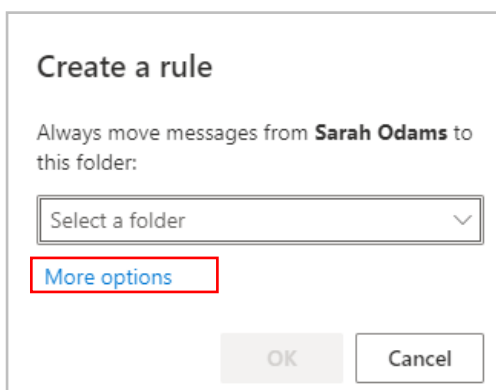 Create a rule
Always move messages from Sarah Odams to
this folder:
Select a folder
More options
OK
Cancel